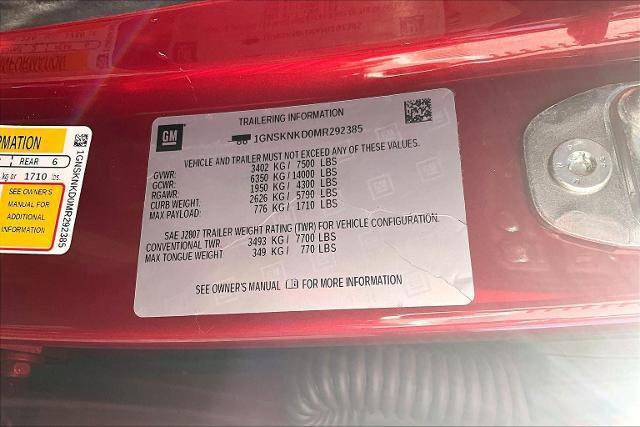 GM
TRAILERING INFORMATION
1GNSKNKD0MR292385
VEHICLE AND TRAILER MUST NOT EXCEED ANY OF THESE VALUES.
GVWR: 3402 KG / 7500 LBS
GCWR: 6350 KG / 14000 LBS
RGAWR: 1950 KG / 4300 LBS
CURB WEIGHT: 2626 KG / 5790 LBS
MAX PAYLOAD: 776 KG / 1710 LBS
SAE J2807 TRAILER WEIGHT RATING (TWR) FOR VEHICLE CONFIGURATION.
CONVENTIONAL TWR: 3493 KG / 7700 LBS
MAX TONGUE WEIGHT 349 KG / 770 LBS
SEE OWNER'S MANUAL FOR MORE INFORMATION
REAR 6
kg or 1710 lbs.
SEE OWNER'S
MANUAL FOR
ADDITIONAL
INFORMATION
1GNSKNKD0MR292385